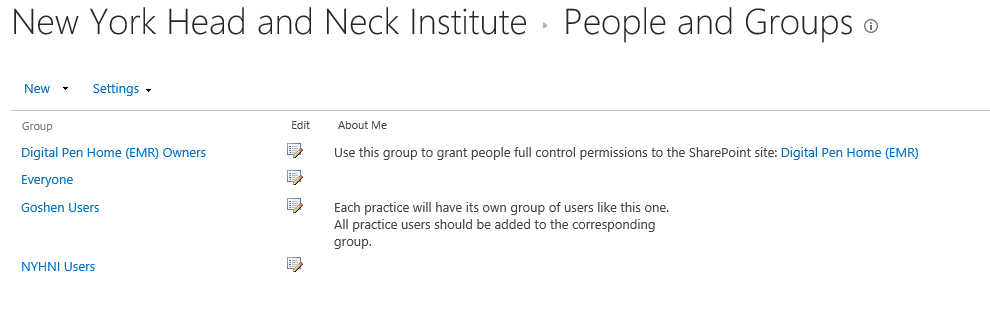 New York Head and Neck Institute ▸ People and Groups
New Settings
Group Edit About Me
Digital Pen Home (EMR) Owners Use this group to grant people full control permissions to the SharePoint site: Digital Pen Home (EMR)
Everyone
Goshen Users Each practice will have its own group of users like this one.
All practice users should be added to the corresponding
group.
NYHNI Users